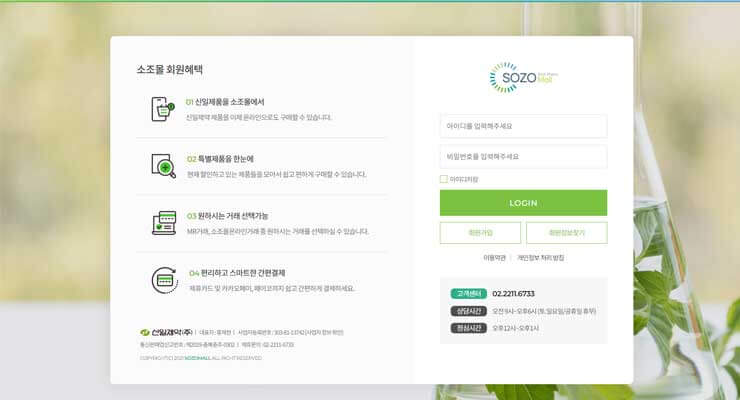 소조몰 회원혜택
01 신일제품을 소조몰에서
신일제약 제품을 이제 온라인으로도 구매할 수 있습니다.
02 특별제품을 한눈에
현재 할인하고 있는 제품들을 모아서 쉽고 편하게 구매할 수 있습니다.
03 원하시는 거래 선택가능
MR거래, 소조몰온라인거래 중 원하시는 거래를 선택하실 수 있습니다.
04 편리하고 스마트한 간편결제
제휴카드 및 카카오페이, 페이코까지 쉽고 간편하게 결제하세요.
신일제약(주) | 대표자 : 홍재현 | 사업자등록번호 : 303-81-13742 [사업자 정보 확인]
통신판매업신고번호 : 제2019-충북충주-0302 | 제휴문의 : 02-2211-6733
COPYRIGHT(C) 2021 SOZOMALL ALL RIGHT RESERVED.
SOZO
Mall
아이디를 입력해주세요
비밀번호을 입력해주세요
아이디저장
LOGIN
회원가입
회원정보찾기
이용약관 | 개인정보 처리 방침
고객센터 02.2211.6733
상담시간 오전 9시~오후6시 (토,일요일/공휴일 휴무)
점심시간 오후12시~오후1시